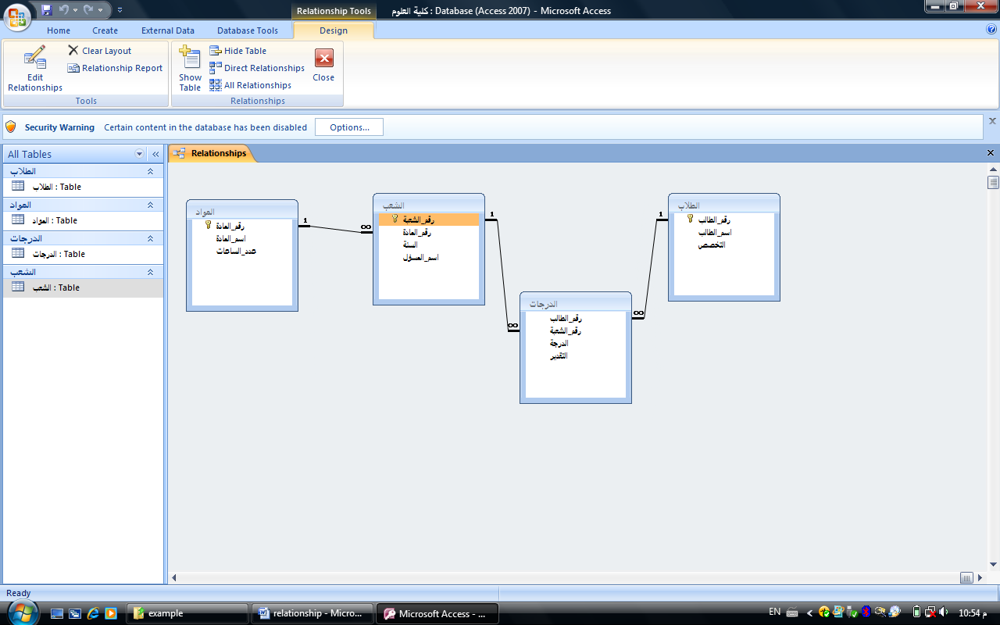 Relationship Tools
كلية العلوم : Database (Access 2007) - Microsoft Access
Home Create External Data Database Tools Design
Edit Relationships
Clear Layout
Relationship Report
Tools
Show Table
Hide Table
Direct Relationships
All Relationships
Close
Relationships
Security Warning Certain content in the database has been disabled Options...
All Tables
الطلاب
الطلاب : Table
المواد
المواد : Table
الدرجات
الدرجات : Table
الشعب
الشعب : Table
Relationships
المواد
رقم_المادة
اسم_المادة
عدد_الساعات
1
∞
الشعب
رقم_الشعبة
رقم_المادة
السنة
اسم_المسؤل
1
∞
الدرجات
رقم_الطالب
رقم_الشعبة
الدرجة
التقدير
∞
1
الطلاب
رقم_الطالب
اسم_الطالب
التخصص
Ready
example
relationship - Micro...
Microsoft Access - ...
EN
10:54 م